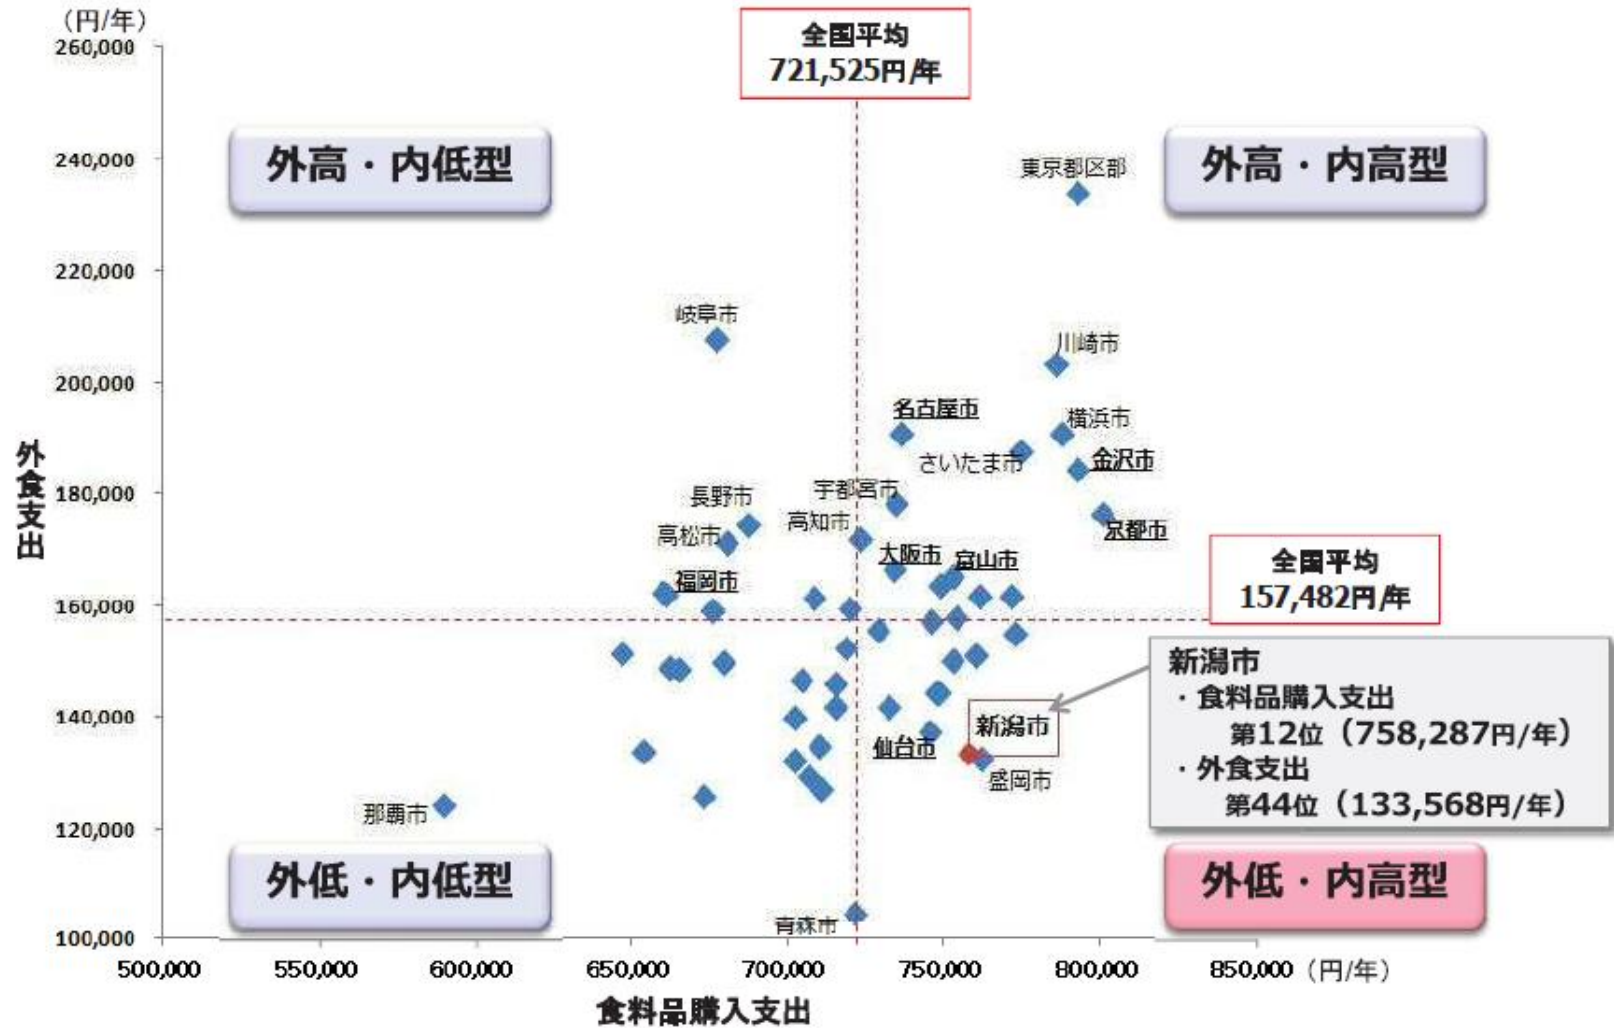 （円/年）
260,000
240,000
220,000
200,000
180,000
160,000
140,000
120,000
100,000
外食支出
全国平均
721,525円/年
外高・内低型
外高・内高型
東京都区部
岐阜市
川崎市
名古屋市
横浜市
さいたま市
金沢市
長野市
宇都宮市
高松市
高知市
京都市
大阪市
富山市
福岡市
全国平均
157,482円/年
新潟市
・食料品購入支出
第12位（758,287円/年）
・外食支出
第44位（133,568円/年）
新潟市
仙台市
盛岡市
那覇市
青森市
外低・内低型
外低・内高型
500,000
550,000
600,000
650,000
700,000
750,000
800,000
850,000
（円/年）
食料品購入支出